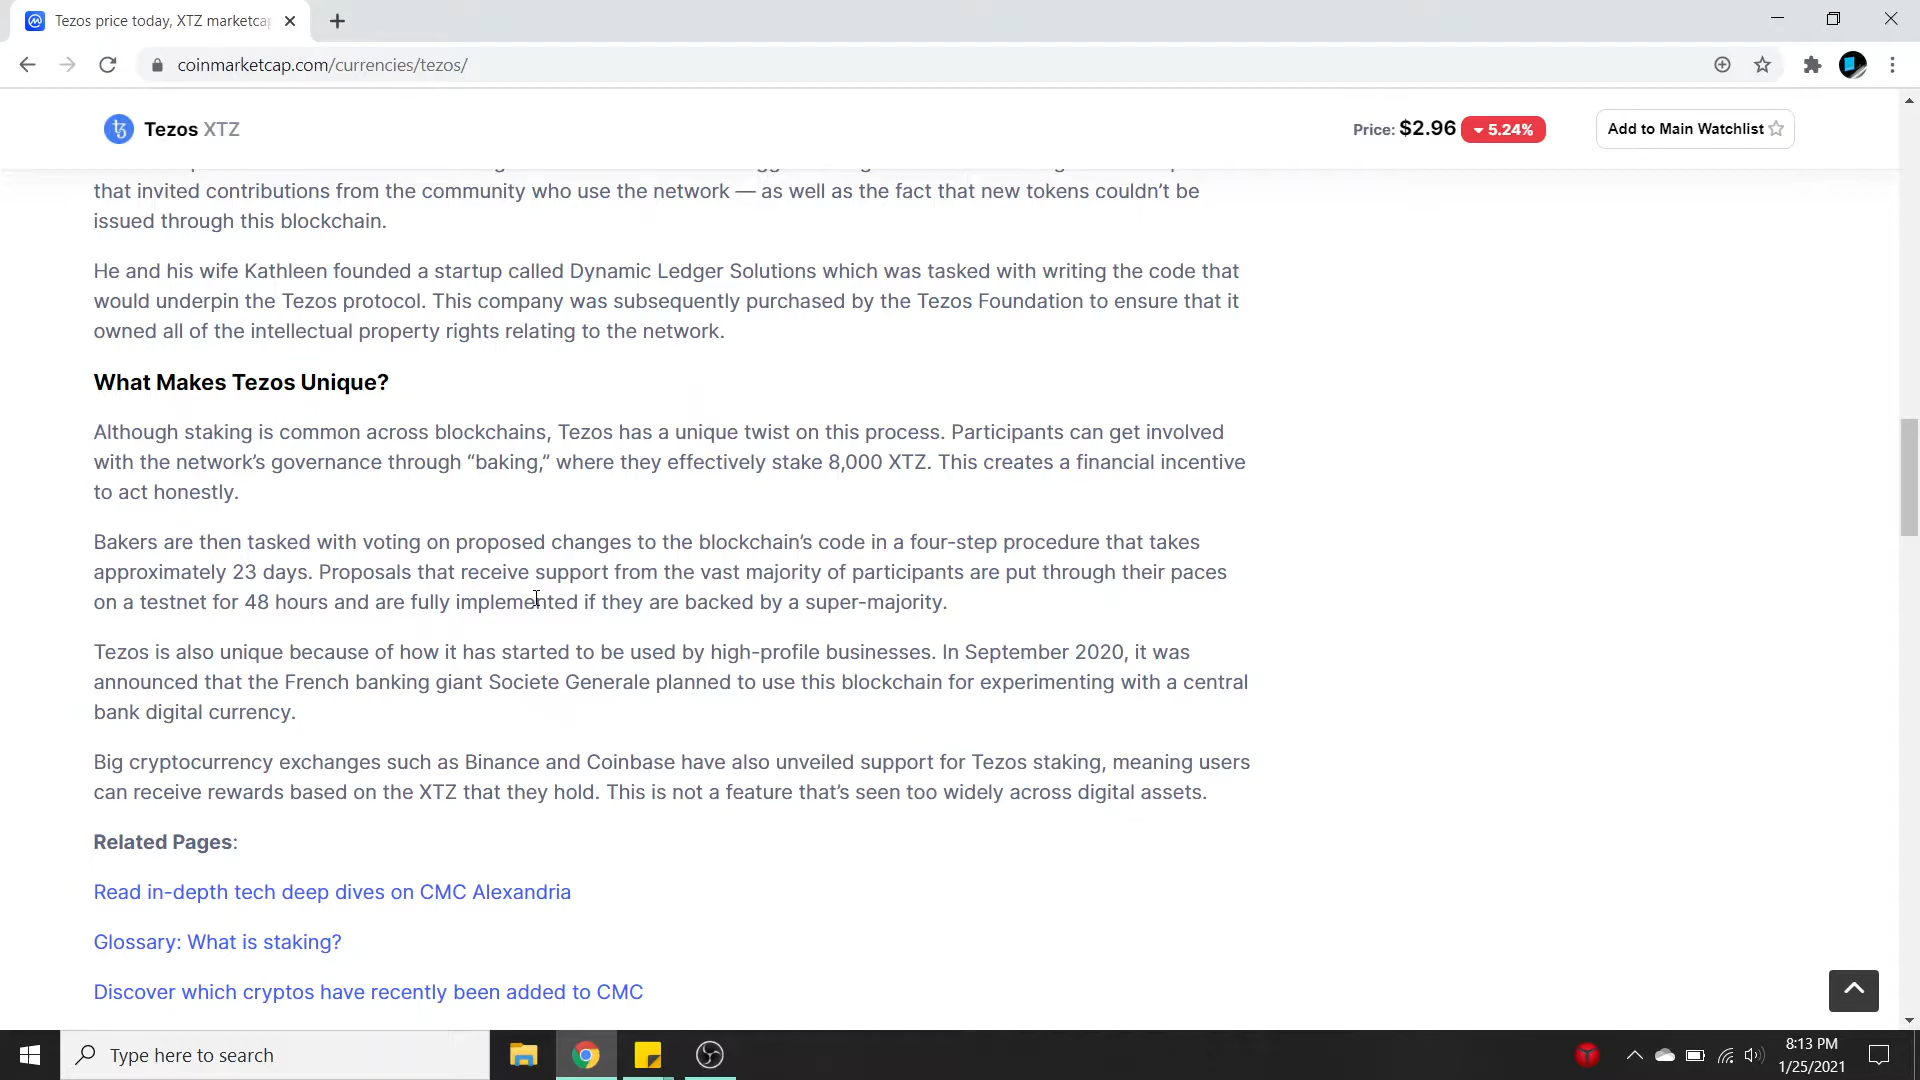 Tezos price today, XTZ marketca
coinmarketcap.com/currencies/tezos/
Tezos XTZ
Price: $2.96 5.24%
Add to Main Watchlist
that invited contributions from the community who use the network — as well as the fact that new tokens couldn’t be
issued through this blockchain.
He and his wife Kathleen founded a startup called Dynamic Ledger Solutions which was tasked with writing the code that
would underpin the Tezos protocol. This company was subsequently purchased by the Tezos Foundation to ensure that it
owned all of the intellectual property rights relating to the network.
What Makes Tezos Unique?
Although staking is common across blockchains, Tezos has a unique twist on this process. Participants can get involved
with the network’s governance through “baking,” where they effectively stake 8,000 XTZ. This creates a financial incentive
to act honestly.
Bakers are then tasked with voting on proposed changes to the blockchain’s code in a four-step procedure that takes
approximately 23 days. Proposals that receive support from the vast majority of participants are put through their paces
on a testnet for 48 hours and are fully implemented if they are backed by a super-majority.
Tezos is also unique because of how it has started to be used by high-profile businesses. In September 2020, it was
announced that the French banking giant Societe Generale planned to use this blockchain for experimenting with a central
bank digital currency.
Big cryptocurrency exchanges such as Binance and Coinbase have also unveiled support for Tezos staking, meaning users
can receive rewards based on the XTZ that they hold. This is not a feature that’s seen too widely across digital assets.
Related Pages:
Read in-depth tech deep dives on CMC Alexandria
Glossary: What is staking?
Discover which cryptos have recently been added to CMC
Type here to search
8:13 PM
1/25/2021